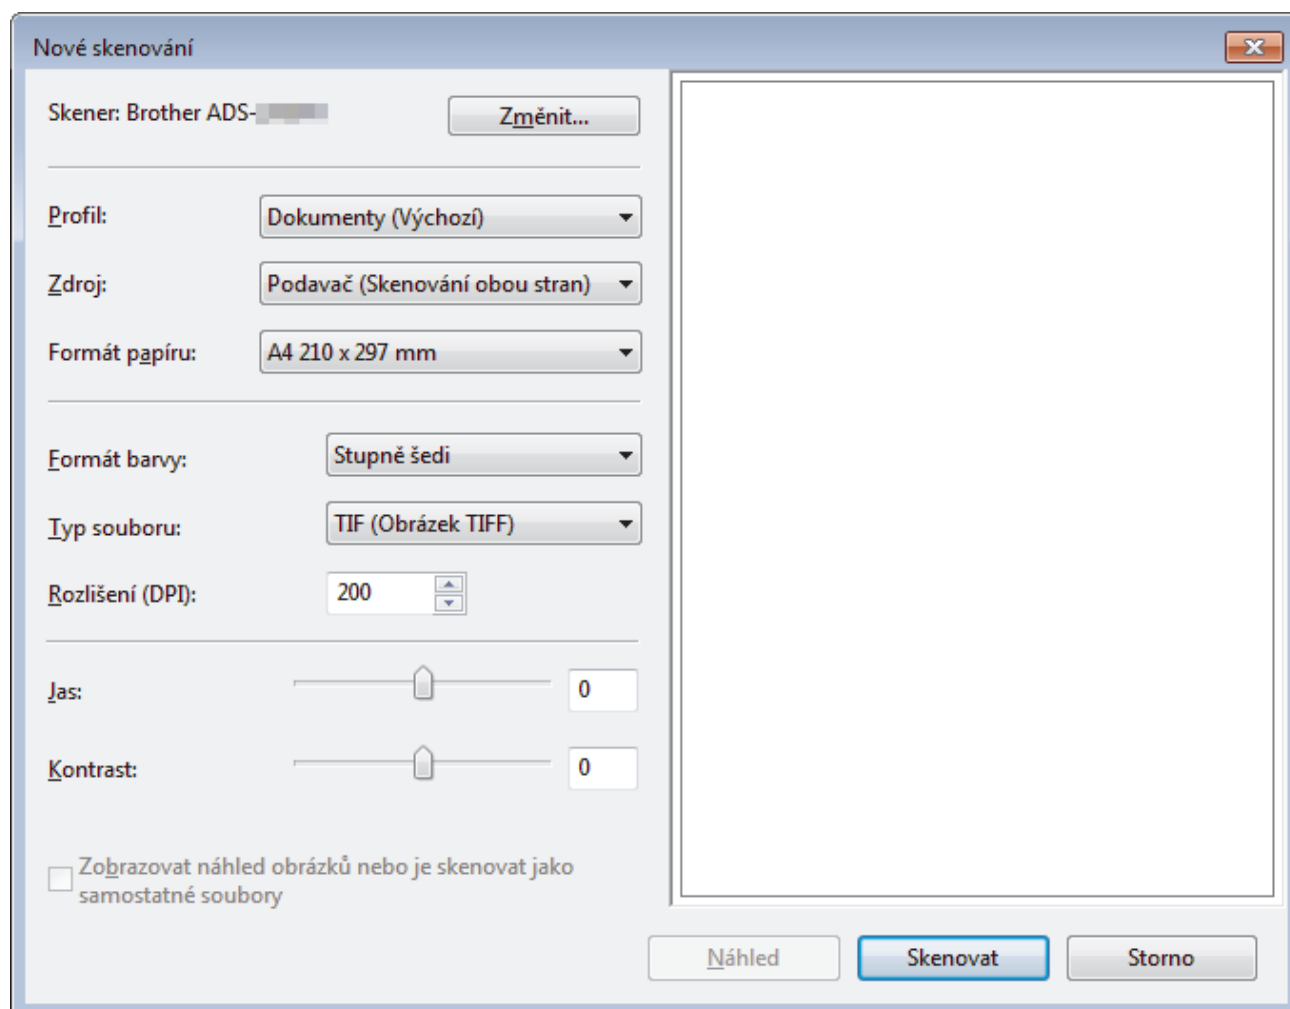 Nové skenování
Skener: Brother ADS-
Změnit...
Profil:
Dokumenty (Výchozí)
Zdroj:
Podavač (Skenování obou stran)
Formát papíru:
A4 210 x 297 mm
Formát barvy:
Stupně šedi
Typ souboru:
TIF (Obrázek TIFF)
Rozlišení (DPI):
200
Jas:
0
Kontrast:
0
Zobrazovat náhled obrázků nebo je skenovat jako
samostatné soubory
Náhled
Skenovat
Storno